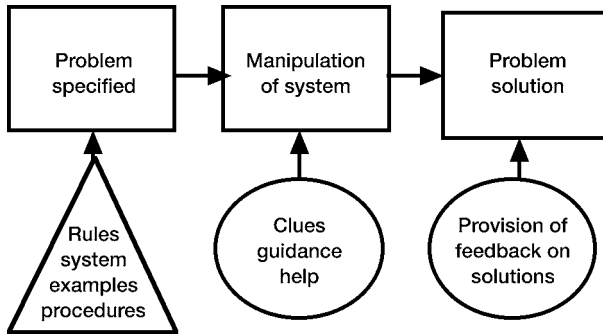 Problem
specified
Manipulation
of system
Problem
solution
Rules
system
examples
procedures
Clues
guidance
help
Provision of
feedback on
solutions